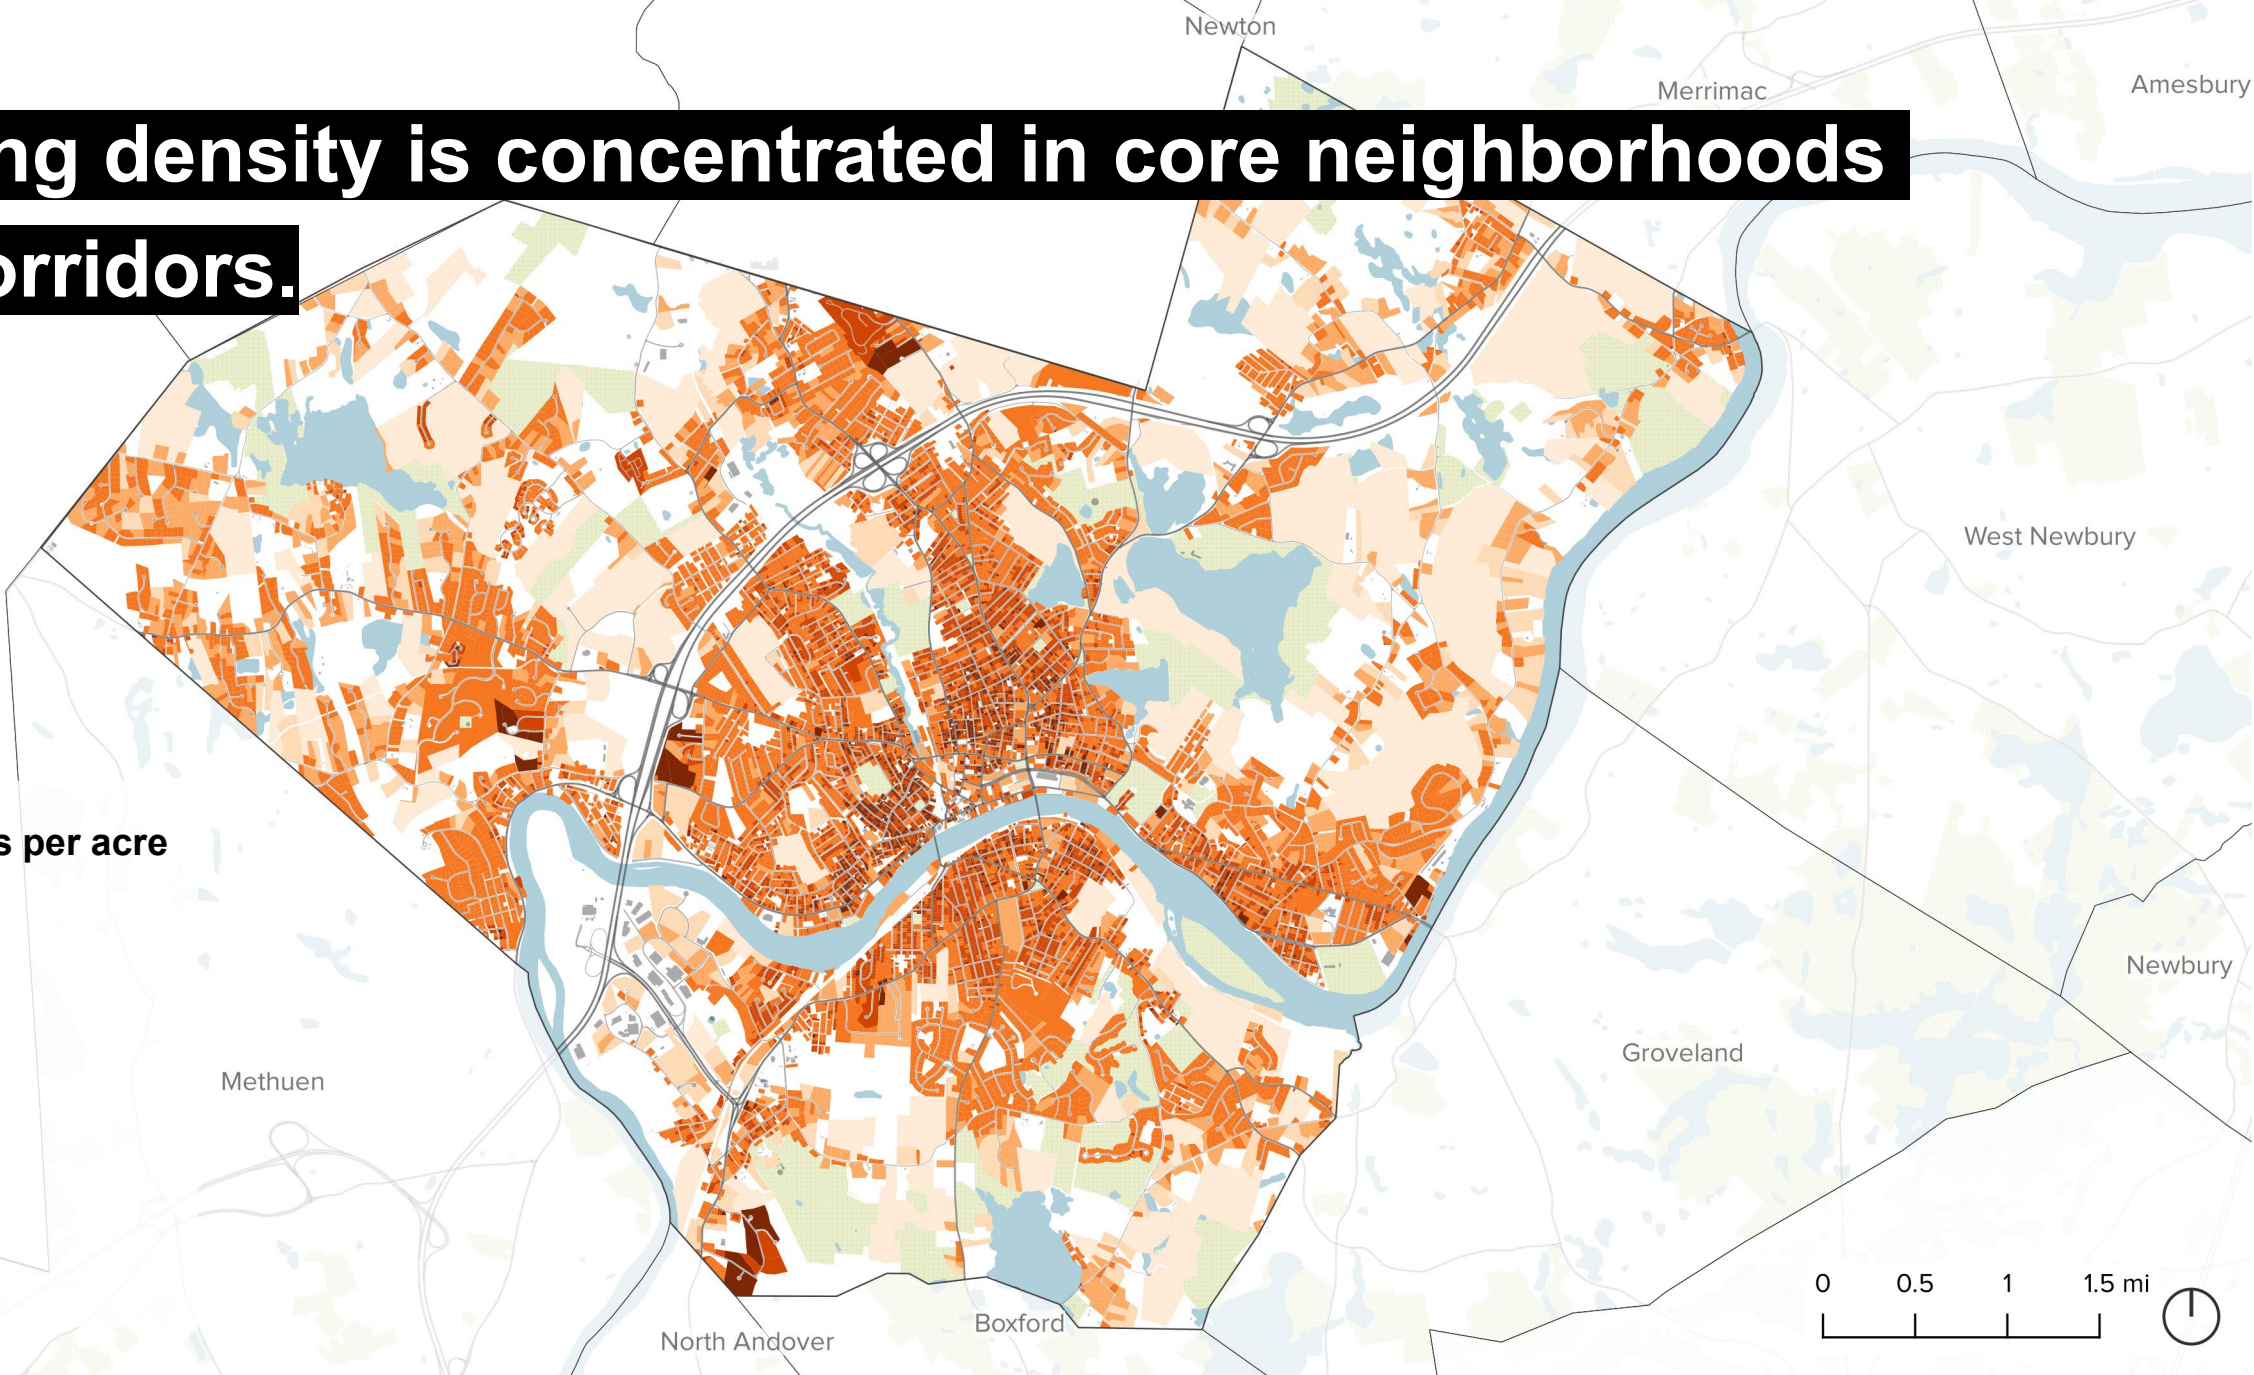 Newton
Merrimac
Amesbury
ng density is concentrated in core neighborhoods
orridors.
West Newbury
s per acre
Newbury
Groveland
Methuen
0 0.5 1 1.5 mi
Boxford
North Andover